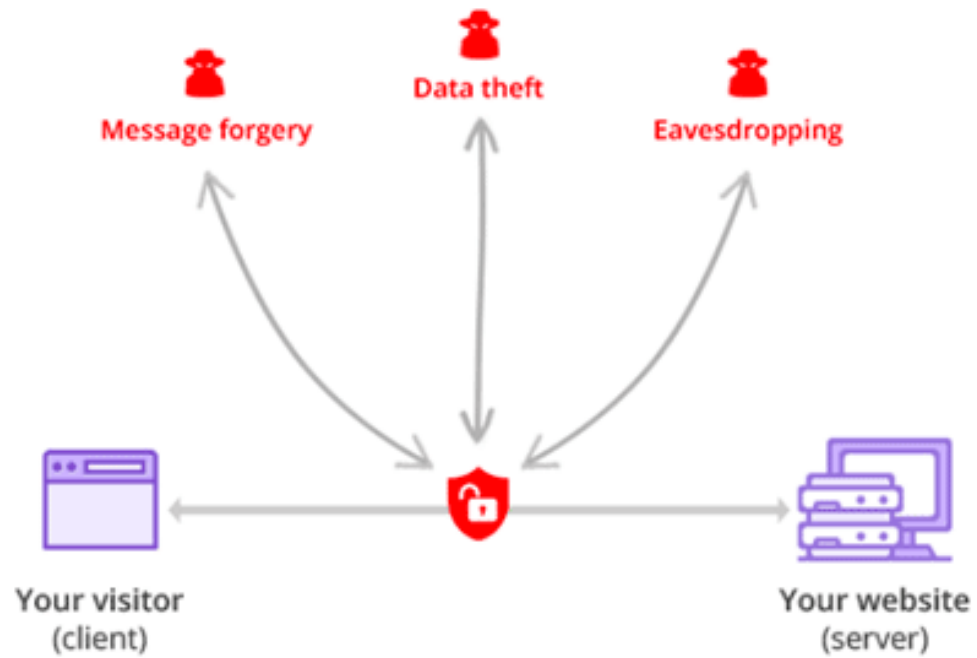 Data theft
Message forgery
Eavesdropping
Your visitor
(client)
Your website
(server)